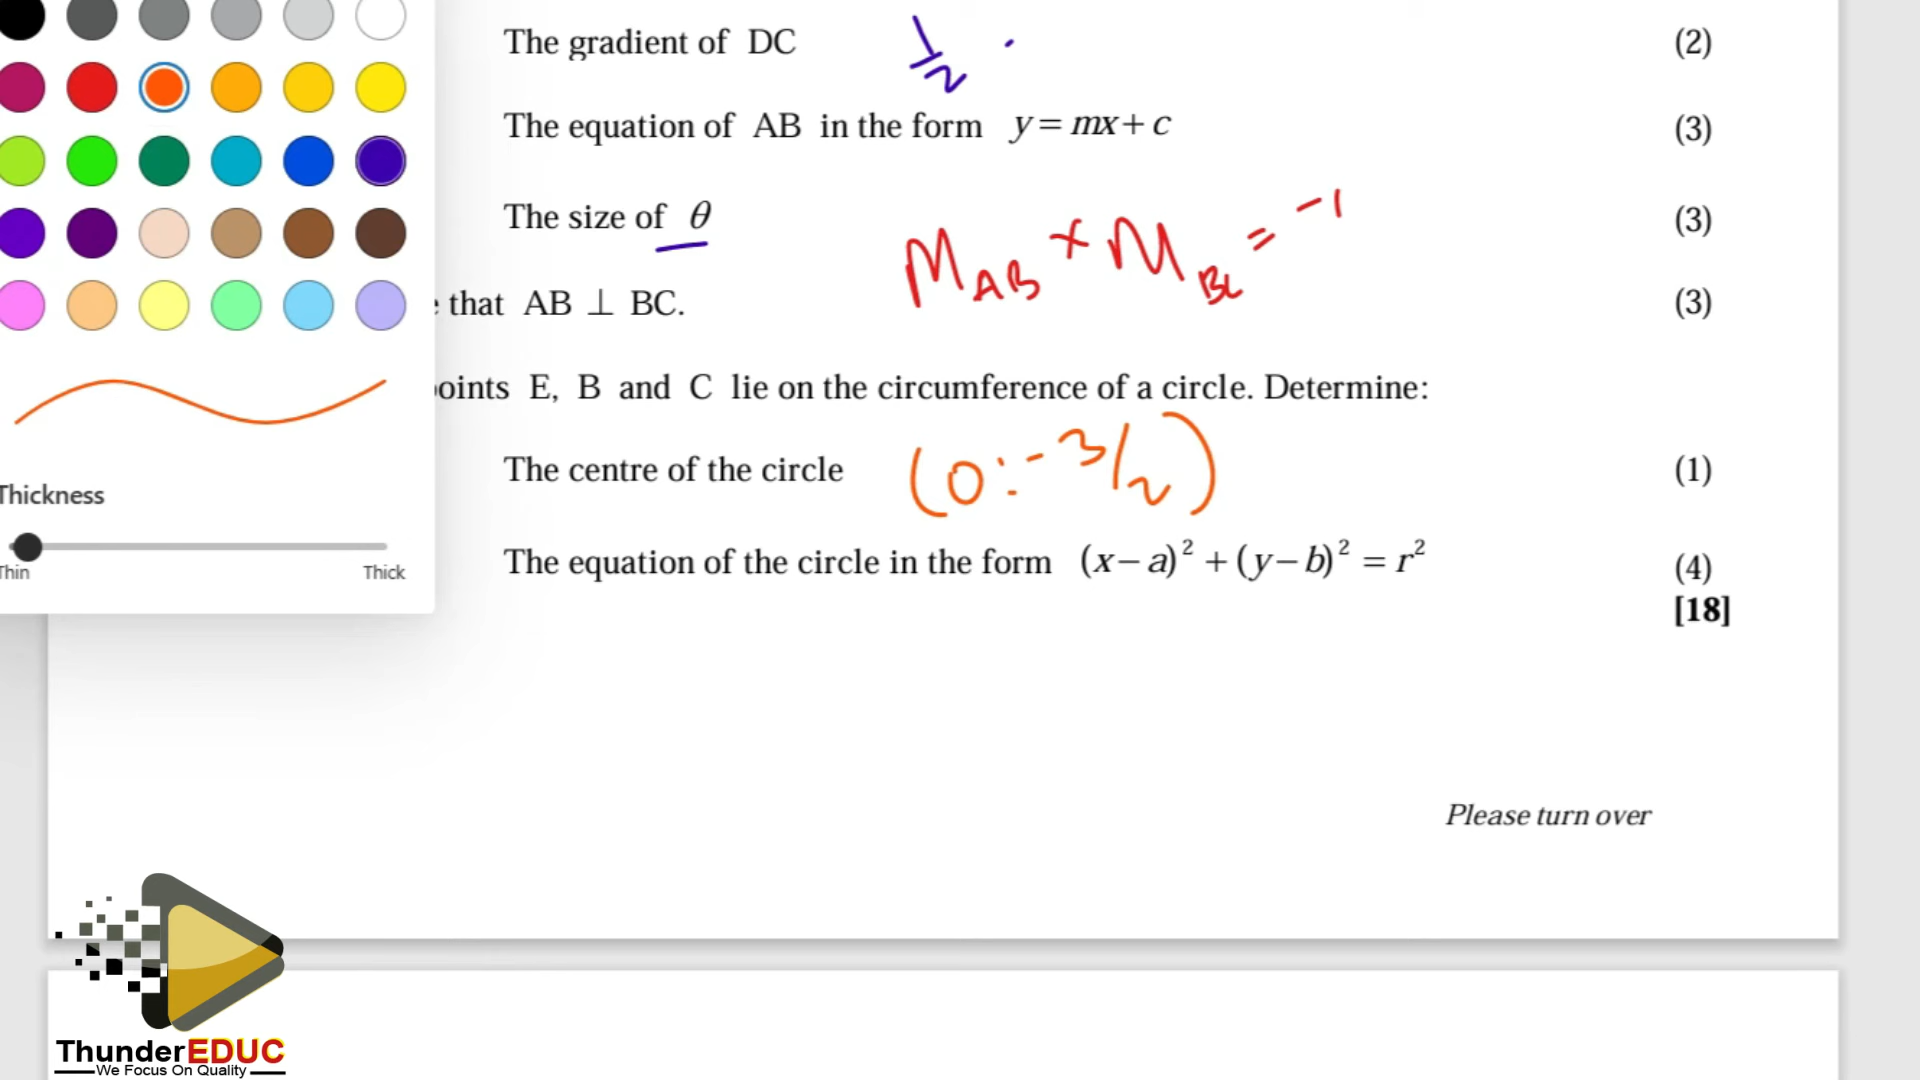 The gradient of DC 1/2 (2)
The equation of AB in the form y = mx + c (3)
The size of θ (3)
MAB × MBC = -1
that AB ⊥ BC. (3)
oints E, B and C lie on the circumference of a circle. Determine:
The centre of the circle (0 : -3/2) (1)
The equation of the circle in the form (x − a)² + (y − b)² = r² (4)
[18]
Thickness
Thin Thick
Please turn over
ThunderEDUC
We Focus On Quality